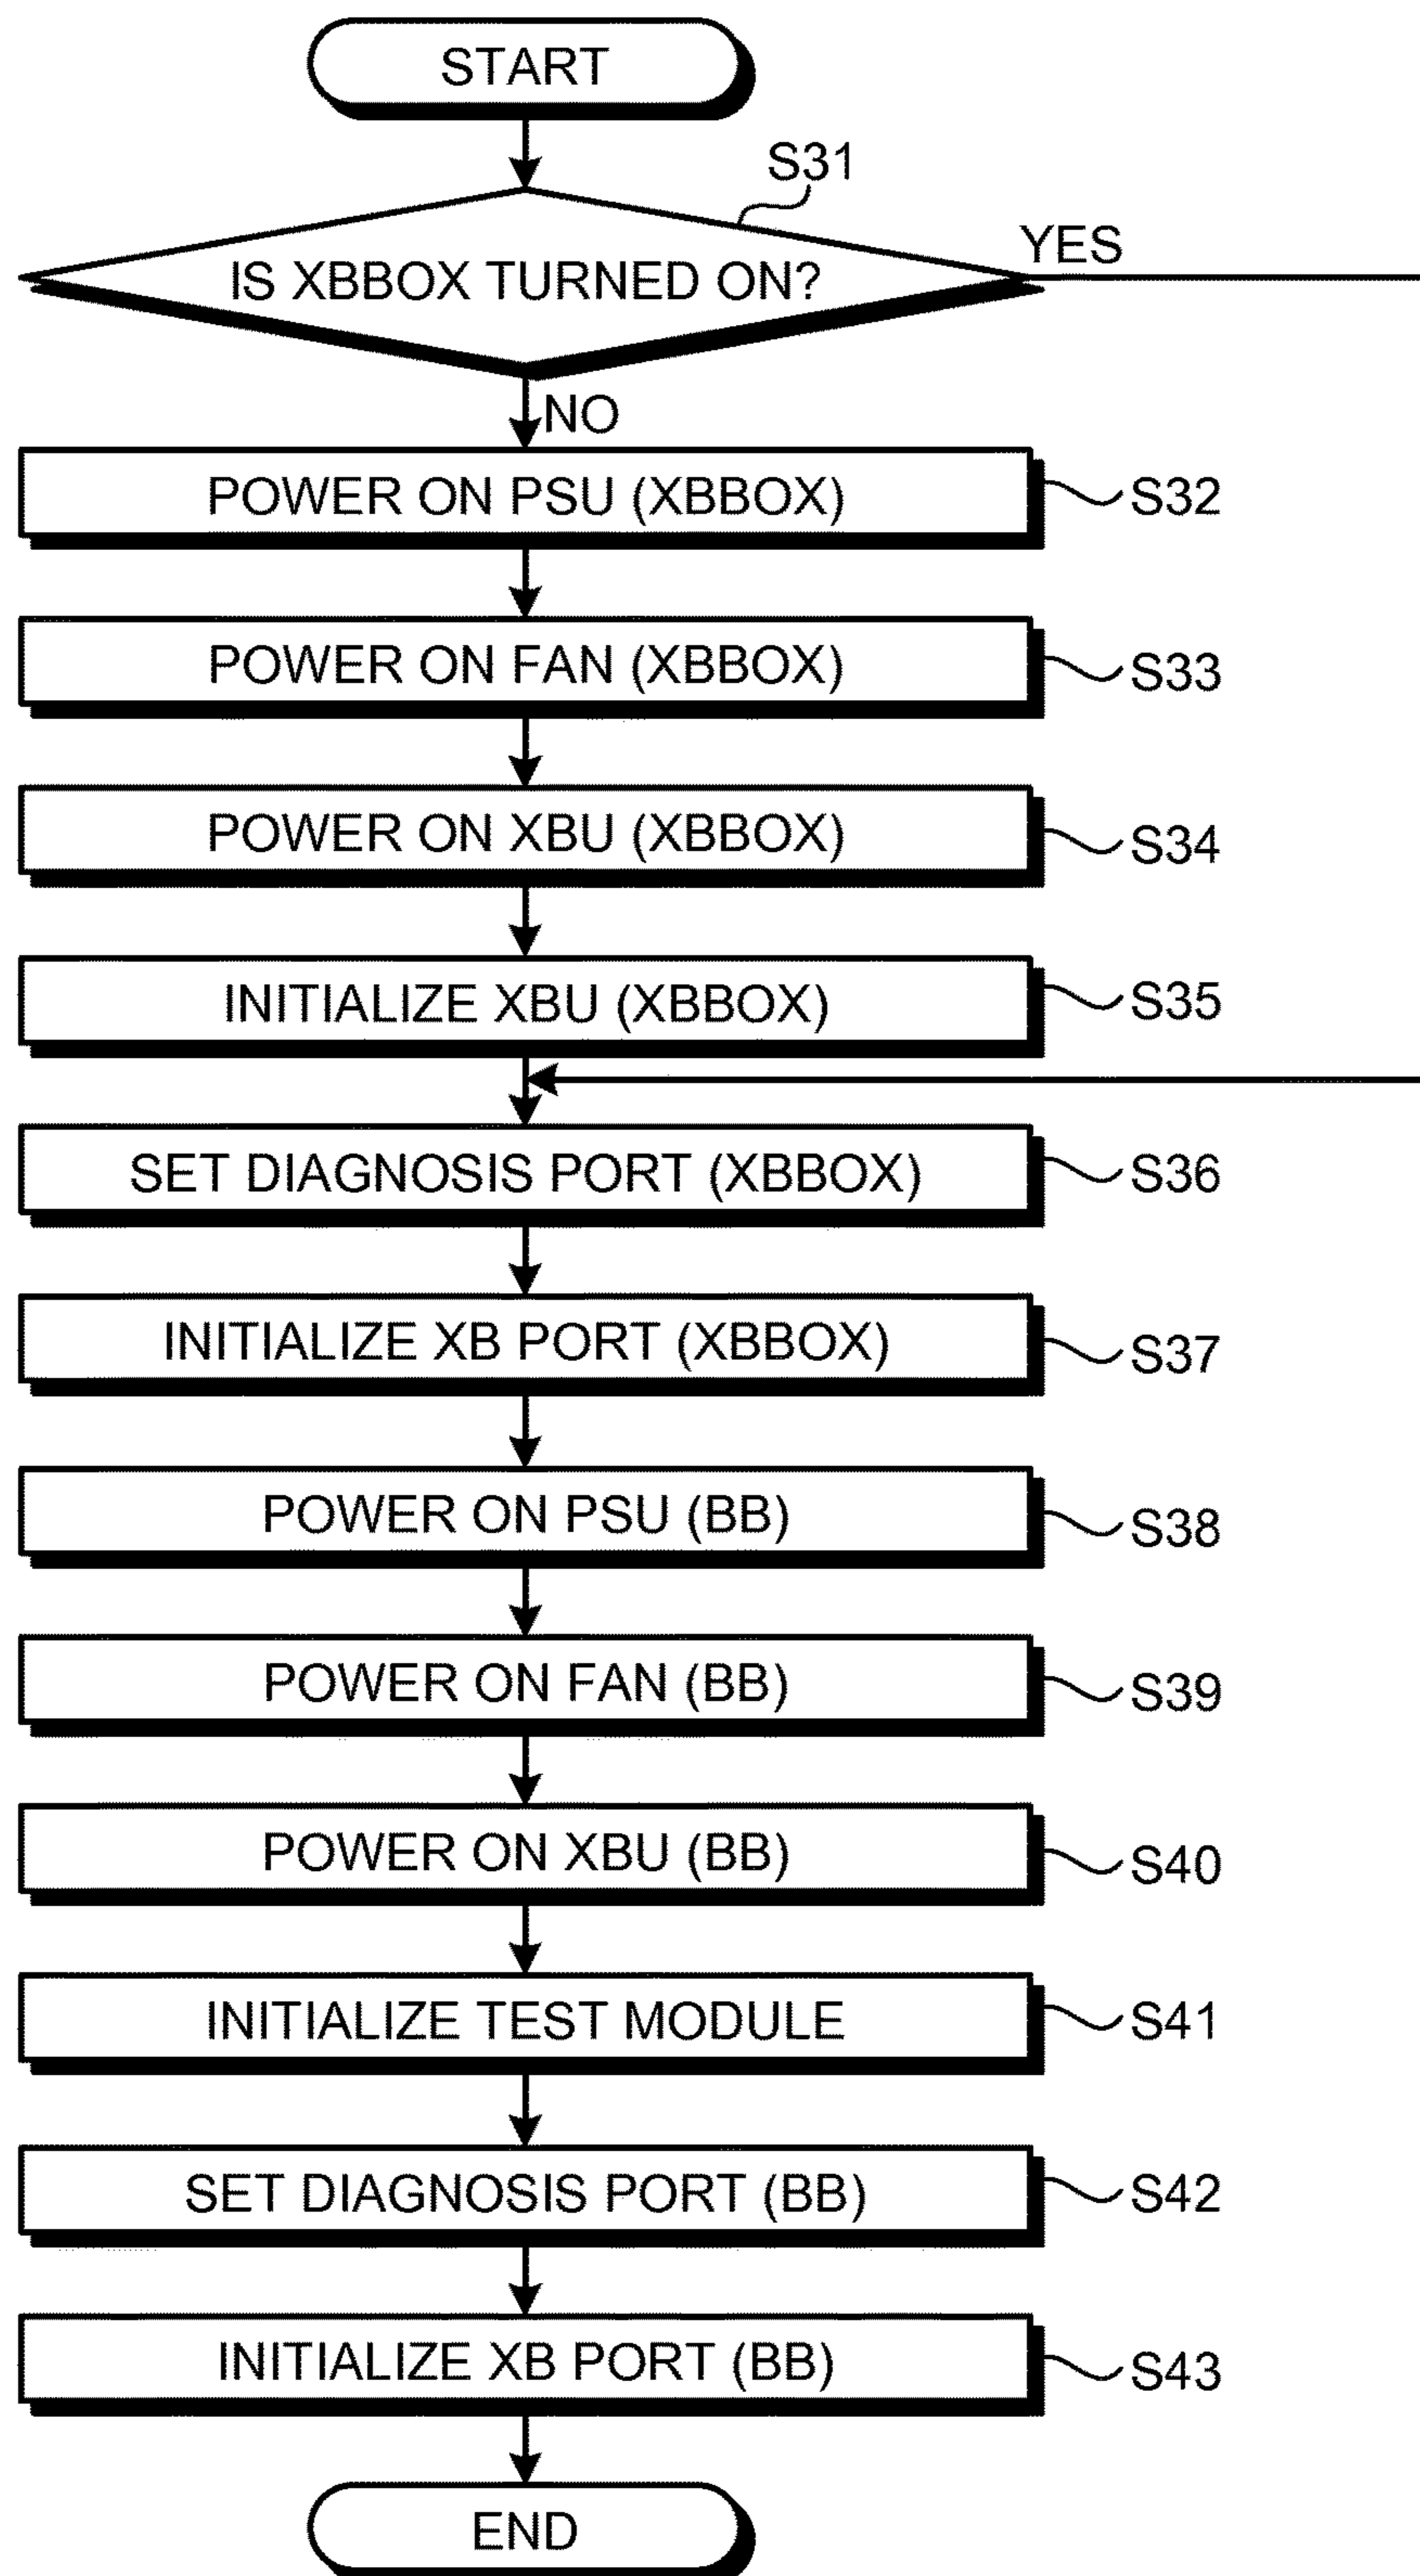 START
S31
IS XBBOX TURNED ON?
YES
NO
POWER ON PSU (XBBOX)
S32
POWER ON FAN (XBBOX)
S33
POWER ON XBU (XBBOX)
S34
INITIALIZE XBU (XBBOX)
S35
SET DIAGNOSIS PORT (XBBOX)
S36
INITIALIZE XB PORT (XBBOX)
S37
POWER ON PSU (BB)
S38
POWER ON FAN (BB)
S39
POWER ON XBU (BB)
S40
INITIALIZE TEST MODULE
S41
SET DIAGNOSIS PORT (BB)
S42
INITIALIZE XB PORT (BB)
S43
END